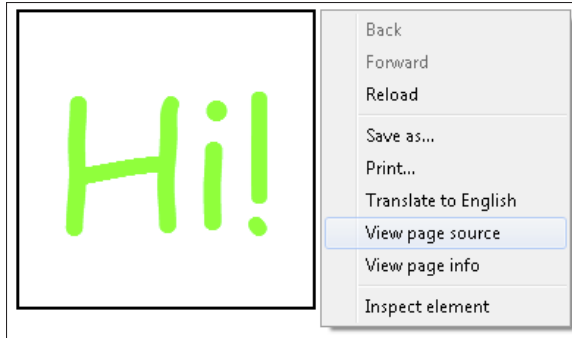 Hi!
Back
Forward
Reload
Save as...
Print...
Translate to English
View page source
View page info
Inspect element